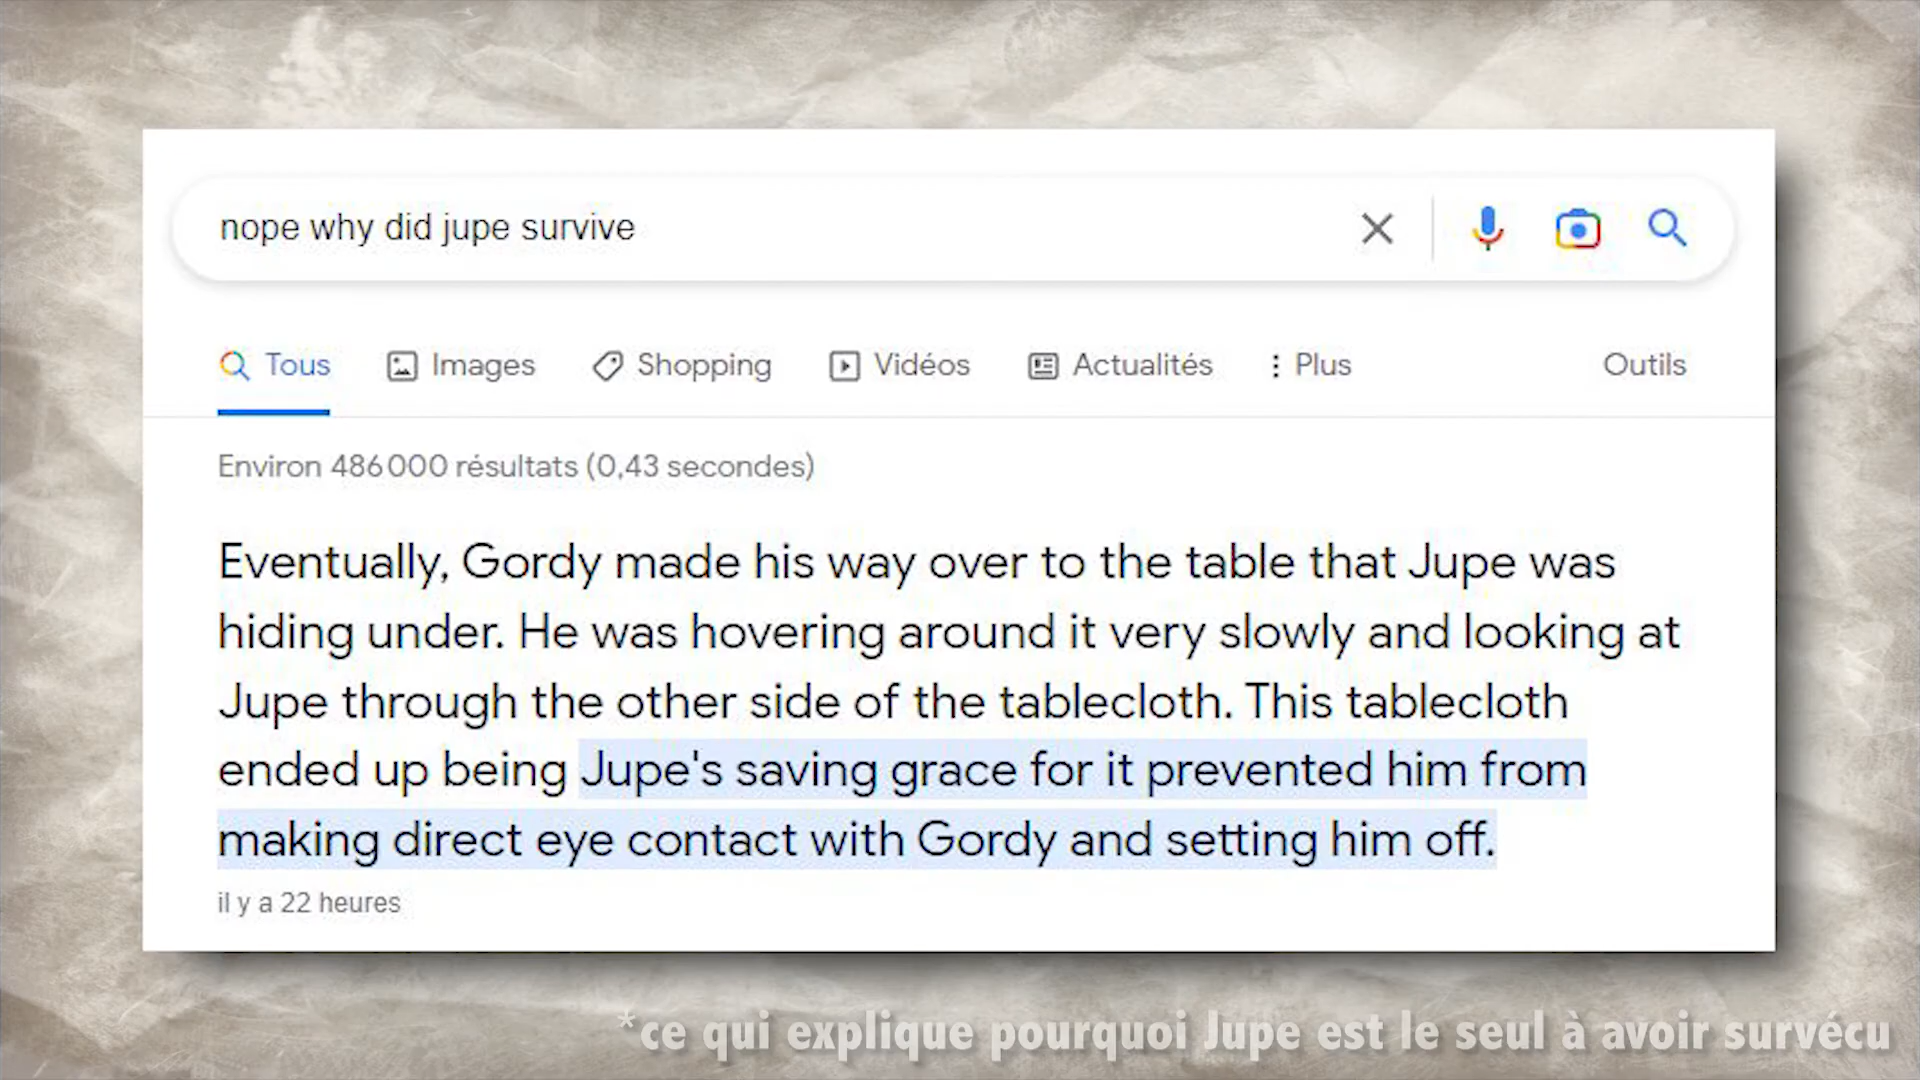 nope why did jupe survive
Tous Images Shopping Vidéos Actualités Plus Outils
Environ 486 000 résultats (0,43 secondes)
Eventually, Gordy made his way over to the table that Jupe was
hiding under. He was hovering around it very slowly and looking at
Jupe through the other side of the tablecloth. This tablecloth
ended up being Jupe's saving grace for it prevented him from
making direct eye contact with Gordy and setting him off.
il y a 22 heures
*ce qui explique pourquoi Jupe est le seul à avoir survécu